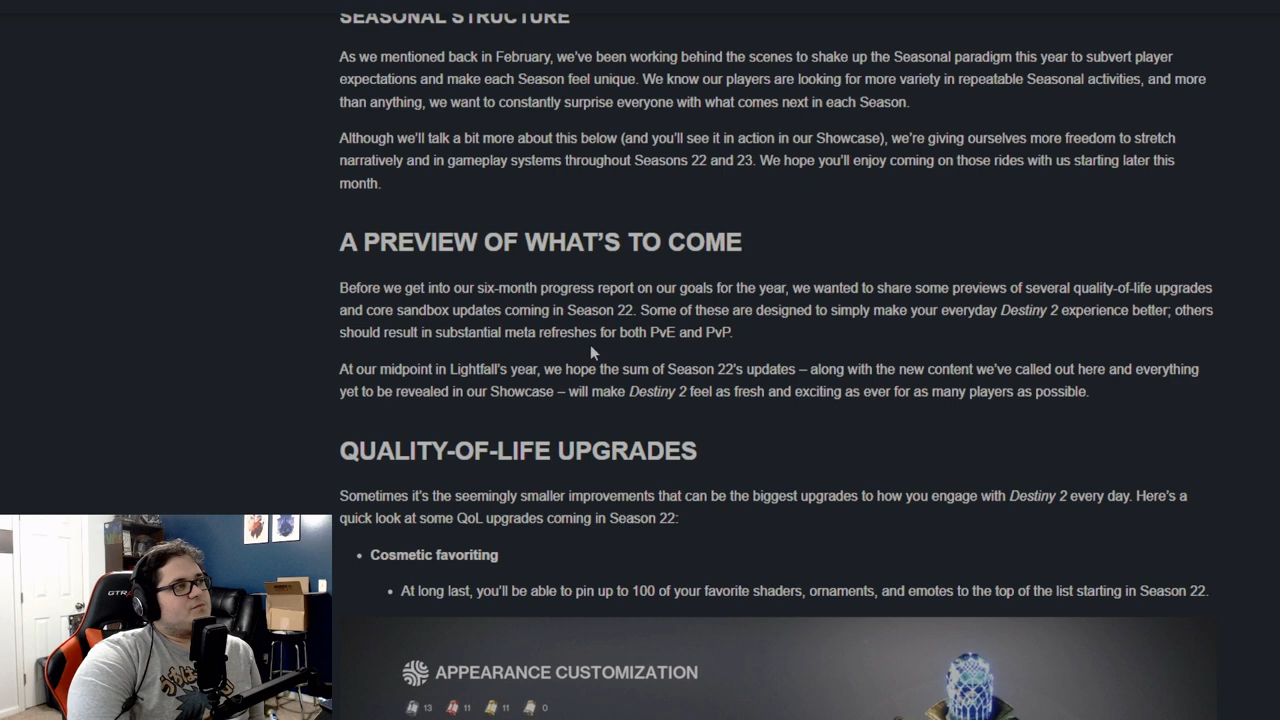 SEASONAL STRUCTURE
As we mentioned back in February, we've been working behind the scenes to shake up the Seasonal paradigm this year to subvert player
expectations and make each Season feel unique. We know our players are looking for more variety in repeatable Seasonal activities, and more
than anything, we want to constantly surprise everyone with what comes next in each Season.
Although we'll talk a bit more about this below (and you'll see it in action in our Showcase), we're giving ourselves more freedom to stretch
narratively and in gameplay systems throughout Seasons 22 and 23. We hope you'll enjoy coming on those rides with us starting later this
month.
A PREVIEW OF WHAT'S TO COME
Before we get into our six-month progress report on our goals for the year, we wanted to share some previews of several quality-of-life upgrades
and core sandbox updates coming in Season 22. Some of these are designed to simply make your everyday Destiny 2 experience better; others
should result in substantial meta refreshes for both PvE and PvP.
At our midpoint in Lightfall's year, we hope the sum of Season 22's updates – along with the new content we've called out here and everything
yet to be revealed in our Showcase – will make Destiny 2 feel as fresh and exciting as ever for as many players as possible.
QUALITY-OF-LIFE UPGRADES
Sometimes it's the seemingly smaller improvements that can be the biggest upgrades to how you engage with Destiny 2 every day. Here's a
quick look at some QoL upgrades coming in Season 22:
• Cosmetic favoriting
• At long last, you'll be able to pin up to 100 of your favorite shaders, ornaments, and emotes to the top of the list starting in Season 22.
APPEARANCE CUSTOMIZATION
13 11 11 0
GTR